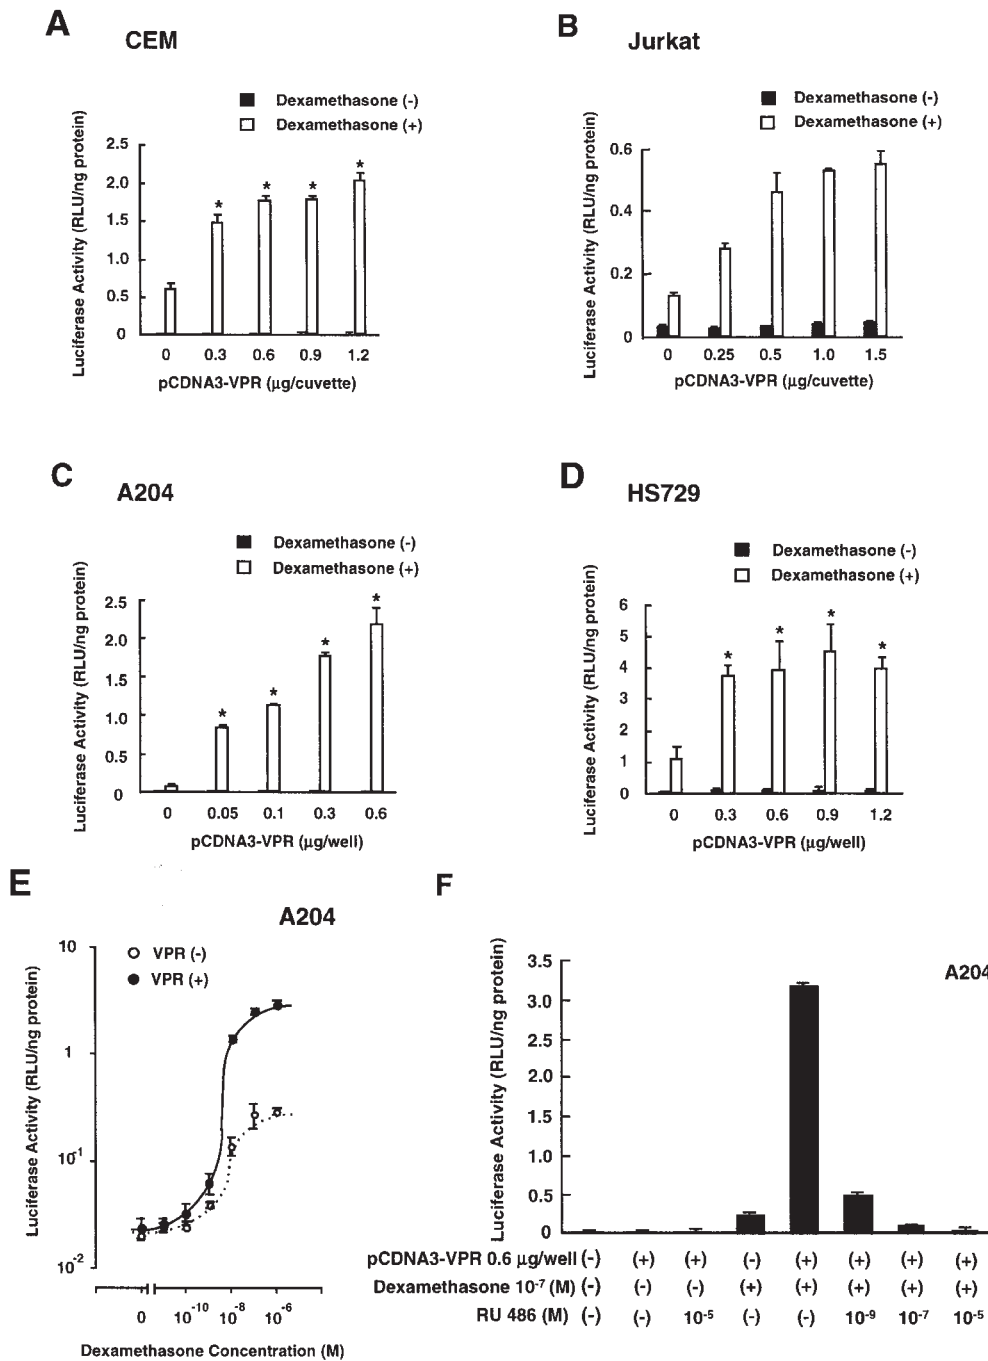 A
CEM
Dexamethasone (-)
Dexamethasone (+)
Luciferase Activity (RLU/ng protein)
2.5
2.0
1.5
1.0
0.5
0
* * * *
0 0.3 0.6 0.9 1.2
pCDNA3-VPR (μg/cuvette)
B
Jurkat
Dexamethasone (-)
Dexamethasone (+)
Luciferase Activity (RLU/ng protein)
0.6
0.4
0.2
0
0 0.25 0.5 1.0 1.5
pCDNA3-VPR (μg/cuvette)
C
A204
Dexamethasone (-)
Dexamethasone (+)
Luciferase Activity (RLU/ng protein)
2.5
2.0
1.5
1.0
0.5
0
* * * *
0 0.05 0.1 0.3 0.6
pCDNA3-VPR (μg/well)
D
HS729
Dexamethasone (-)
Dexamethasone (+)
Luciferase Activity (RLU/ng protein)
6
5
4
3
2
1
0
* * * *
0 0.3 0.6 0.9 1.2
pCDNA3-VPR (μg/well)
E
A204
VPR (-)
VPR (+)
Luciferase Activity (RLU/ng protein)
10
1
10⁻¹
10⁻²
0 10⁻¹⁰ 10⁻⁸ 10⁻⁶
Dexamethasone Concentration (M)
F
A204
Luciferase Activity (RLU/ng protein)
3.5
3.0
2.5
2.0
1.5
1.0
0.5
0
pCDNA3-VPR 0.6 μg/well (-) (+) (+) (-) (+) (+) (+) (+)
Dexamethasone 10⁻⁷ (M) (-) (-) (-) (+) (+) (+) (+) (+)
RU 486 (M) (-) (-) 10⁻⁵ (-) (-) 10⁻⁹ 10⁻⁷ 10⁻⁵